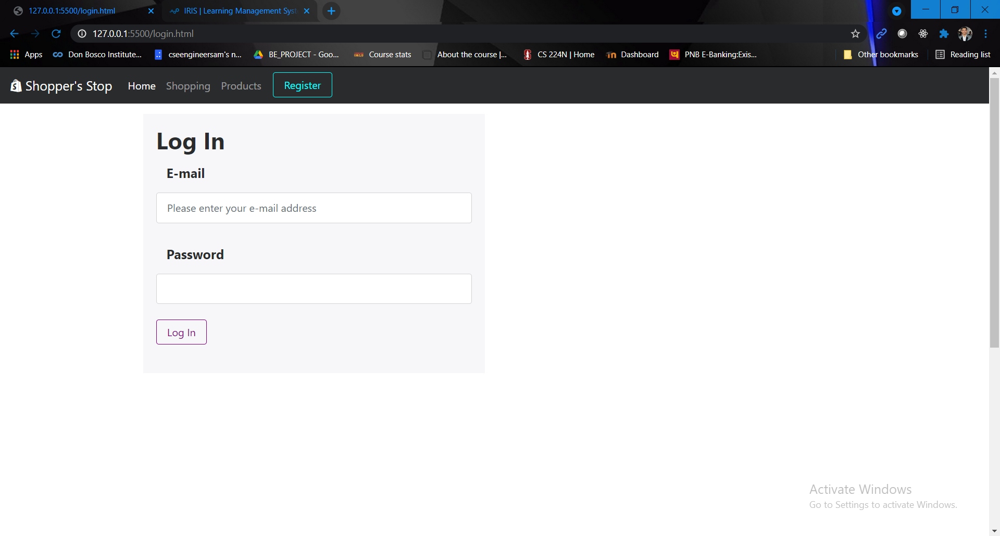 127.0.0.1:5500/login.html
IRIS | Learning Management Syst
127.0.0.1:5500/login.html
Apps
Don Bosco Institute...
cseengineersam's n...
BE_PROJECT - Goo...
Course stats
About the course |...
CS 224N | Home
Dashboard
PNB E-Banking:Exis...
Other bookmarks
Reading list
Shopper's Stop
Home
Shopping
Products
Register
Log In
E-mail
Please enter your e-mail address
Password
Log In
Activate Windows
Go to Settings to activate Windows.